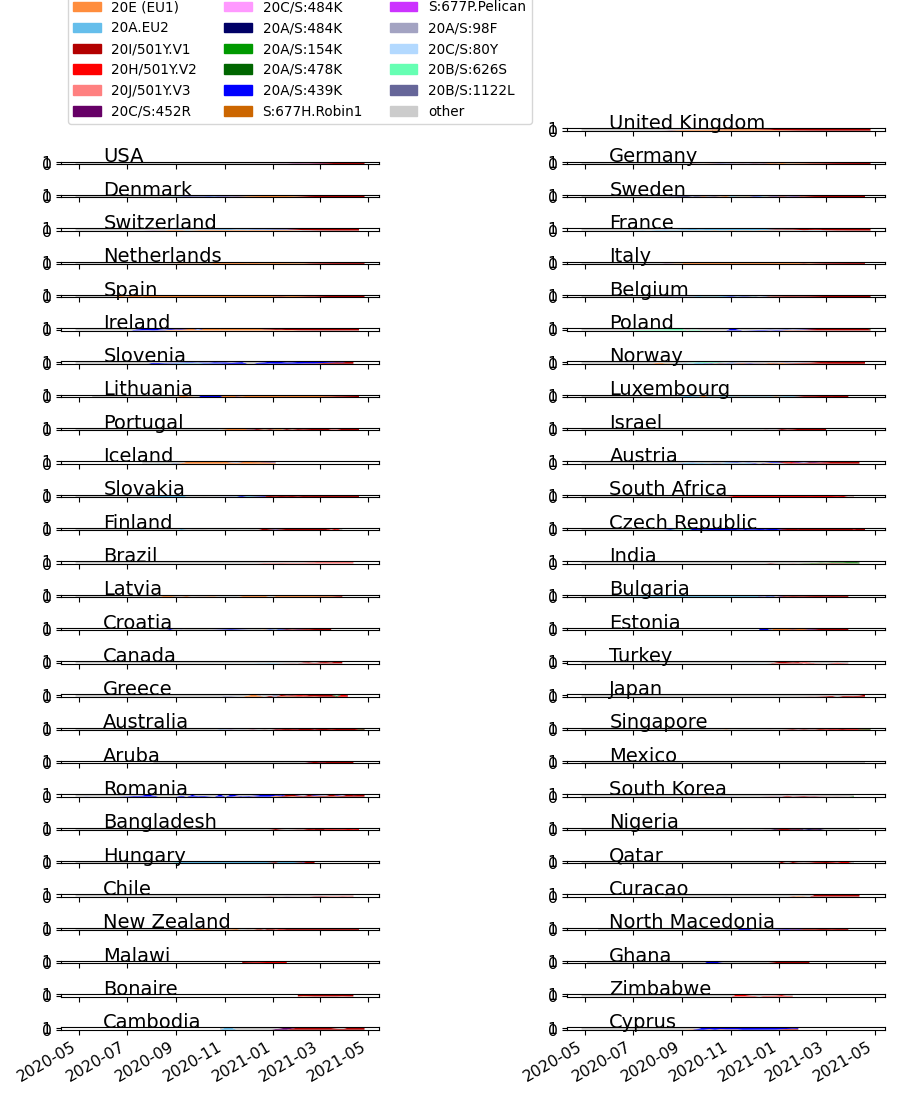 20E (EU1) 20C/S:484K S:677P.Pelican
20A.EU2 20A/S:484K 20A/S:98F
20I/501Y.V1 20A/S:154K 20C/S:80Y
20H/501Y.V2 20A/S:478K 20B/S:626S
20J/501Y.V3 20A/S:439K 20B/S:1122L
20C/S:452R S:677H.Robin1 other
United Kingdom
USA Germany
Denmark Sweden
Switzerland France
Netherlands Italy
Spain Belgium
Ireland Poland
Slovenia Norway
Lithuania Luxembourg
Portugal Israel
Iceland Austria
Slovakia South Africa
Finland Czech Republic
Brazil India
Latvia Bulgaria
Croatia Estonia
Canada Turkey
Greece Japan
Australia Singapore
Aruba Mexico
Romania South Korea
Bangladesh Nigeria
Hungary Qatar
Chile Curacao
New Zealand North Macedonia
Malawi Ghana
Bonaire Zimbabwe
Cambodia Cyprus
2020-05 2020-07 2020-09 2020-11 2021-01 2021-03 2021-05 2020-05 2020-07 2020-09 2020-11 2021-01 2021-03 2021-05